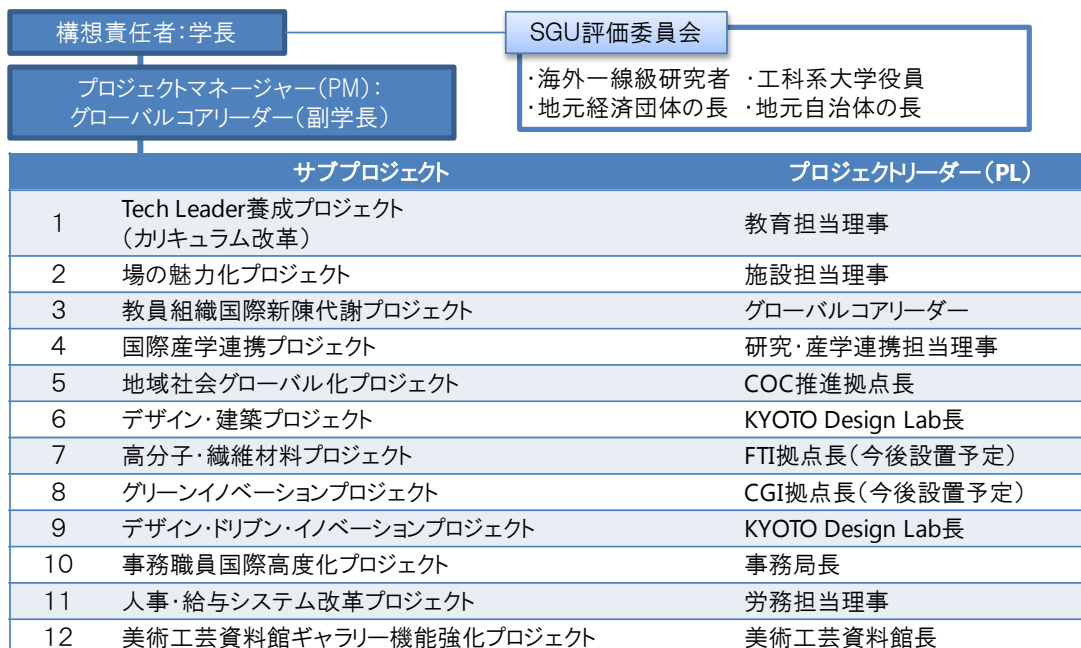 構想責任者：学長
SGU評価委員会
・海外一線級研究者 ・工科系大学役員
・地元経済団体の長 ・地元自治体の長
プロジェクトマネージャー（PM）：
グローバルコアリーダー（副学長）
サブプロジェクト プロジェクトリーダー（PL）
1 Tech Leader養成プロジェクト
（カリキュラム改革） 教育担当理事
2 場の魅力化プロジェクト 施設担当理事
3 教員組織国際新陳代謝プロジェクト グローバルコアリーダー
4 国際産学連携プロジェクト 研究・産学連携担当理事
5 地域社会グローバル化プロジェクト COC推進拠点長
6 デザイン・建築プロジェクト KYOTO Design Lab長
7 高分子・繊維材料プロジェクト FTI拠点長（今後設置予定）
8 グリーンイノベーションプロジェクト CGI拠点長（今後設置予定）
9 デザイン・ドリブン・イノベーションプロジェクト KYOTO Design Lab長
10 事務職員国際高度化プロジェクト 事務局長
11 人事・給与システム改革プロジェクト 労務担当理事
12 美術工芸資料館ギャラリー機能強化プロジェクト 美術工芸資料館長